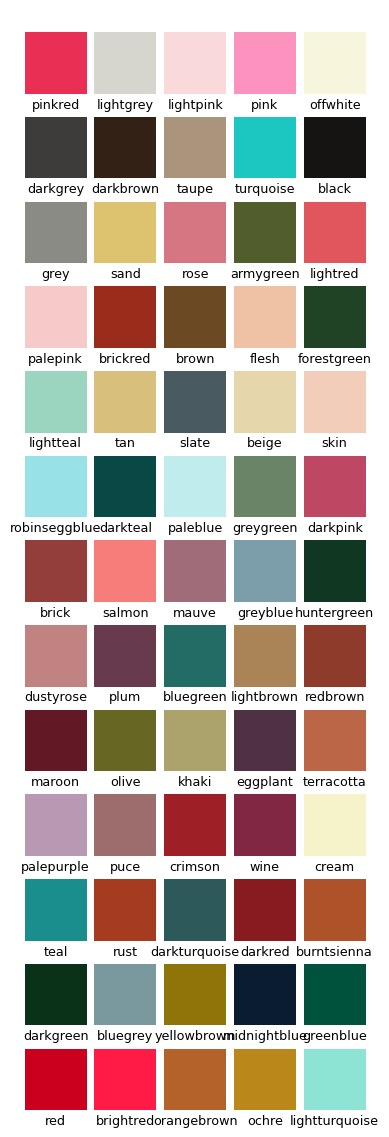 pinkred lightgrey lightpink pink offwhite
darkgrey darkbrown taupe turquoise black
grey sand rose armygreen lightred
palepink brickred brown flesh forestgreen
lightteal tan slate beige skin
robinseggblue darkteal paleblue greygreen darkpink
brick salmon mauve greyblue huntergreen
dustyrose plum bluegreen lightbrown redbrown
maroon olive khaki eggplant terracotta
palepurple puce crimson wine cream
teal rust darkturquoise darkred burntsienna
darkgreen bluegrey yellowbrown midnightblue greenblue
red brightred orangebrown ochre lightturquoise